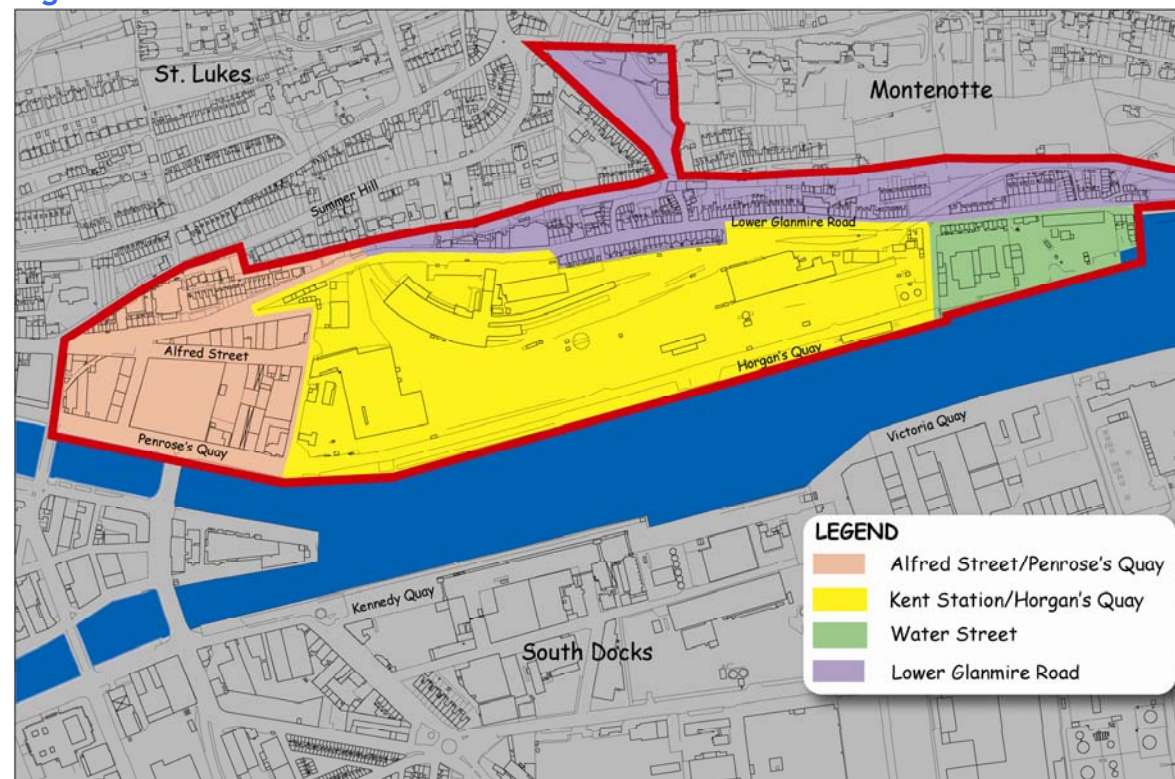 St. Lukes
Montenotte
Summer Hill
Lower Glanmire Road
Alfred Street
Horgan's Quay
Penrose's Quay
Victoria Quay
Kennedy Quay
South Docks
LEGEND
Alfred Street/Penrose's Quay
Kent Station/Horgan's Quay
Water Street
Lower Glanmire Road